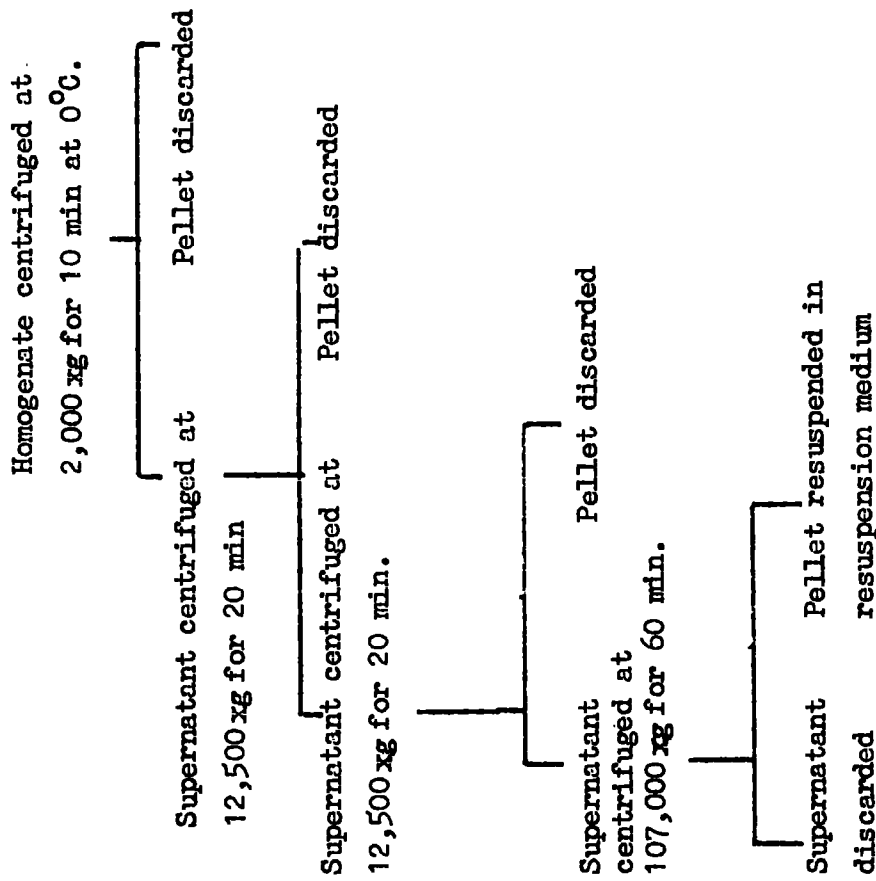 Homogenate centrifuged at
2,000 xg for 10 min at 0°C.
Supernatant centrifuged at
12,500 xg for 20 min
Pellet discarded
Supernatant centrifuged at
12,500 xg for 20 min.
Pellet discarded
Supernatant
centrifuged at
107,000 xg for 60 min.
Pellet discarded
Supernatant
discarded
Pellet resuspended in
resuspension medium